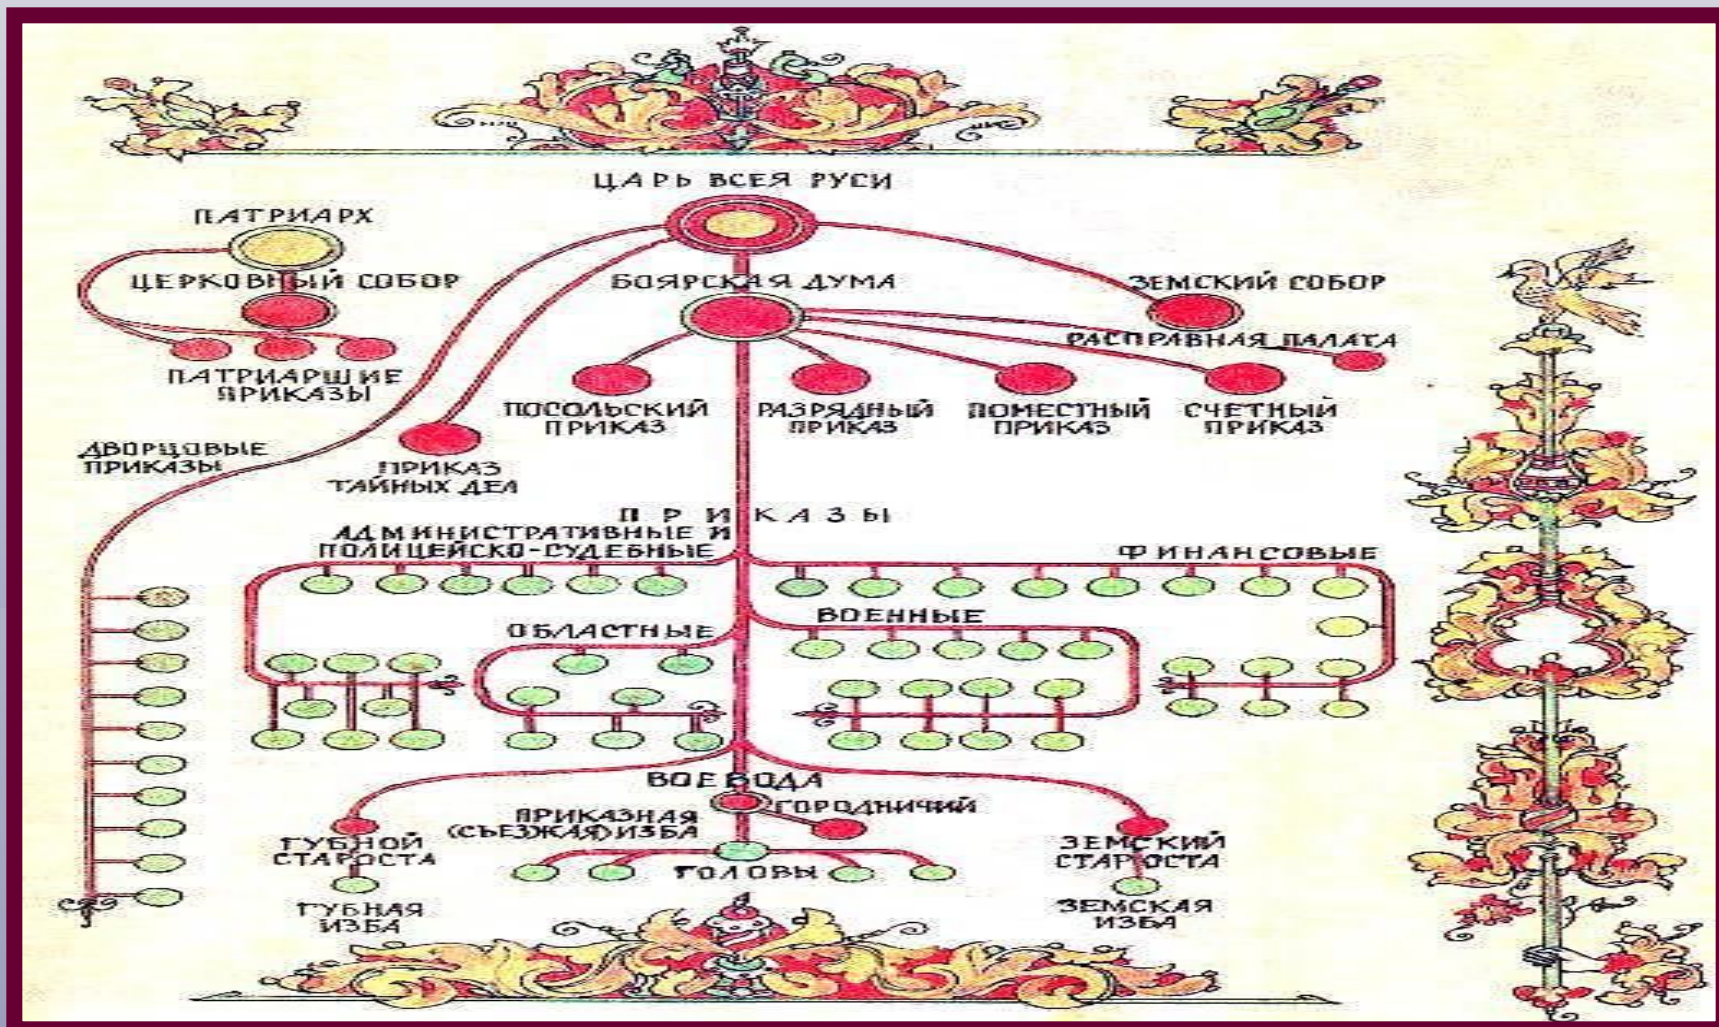 ЦАРЬ ВСЕЯ РУСИ
ПАТРИАРХ
ЦЕРКОВНЫЙ СОБОР
БОЯРСКАЯ ДУМА
ЗЕМСКИЙ СОБОР
РАСПРАВНАЯ ПАЛАТА
ПАТРИАРШИЕ
ПРИКАЗЫ
ПОСОЛЬСКИЙ
ПРИКАЗ
РАЗРЯДНЫЙ
ПРИКАЗ
ПОМЕСТНЫЙ
ПРИКАЗ
СЧЕТНЫЙ
ПРИКАЗ
ДВОРЦОВЫЕ
ПРИКАЗЫ
ПРИКАЗ
ТАЙНЫХ ДЕЛ
ПРИКАЗЫ
АДМИНИСТРАТИВНЫЕ И
ПОЛИЦЕЙСКО-СУДЕБНЫЕ
ФИНАНСОВЫЕ
ОБЛАСТНЫЕ
ВОЕННЫЕ
ВОЕВОДА
ПРИКАЗНАЯ
(СЪЕЗЖАЯ) ИЗБА
ГОРОДНИЧИЙ
ГУБНОЙ
СТАРОСТА
ЗЕМСКИЙ
СТАРОСТА
ГОЛОВЫ
ГУБНАЯ
ИЗБА
ЗЕМСКАЯ
ИЗБА